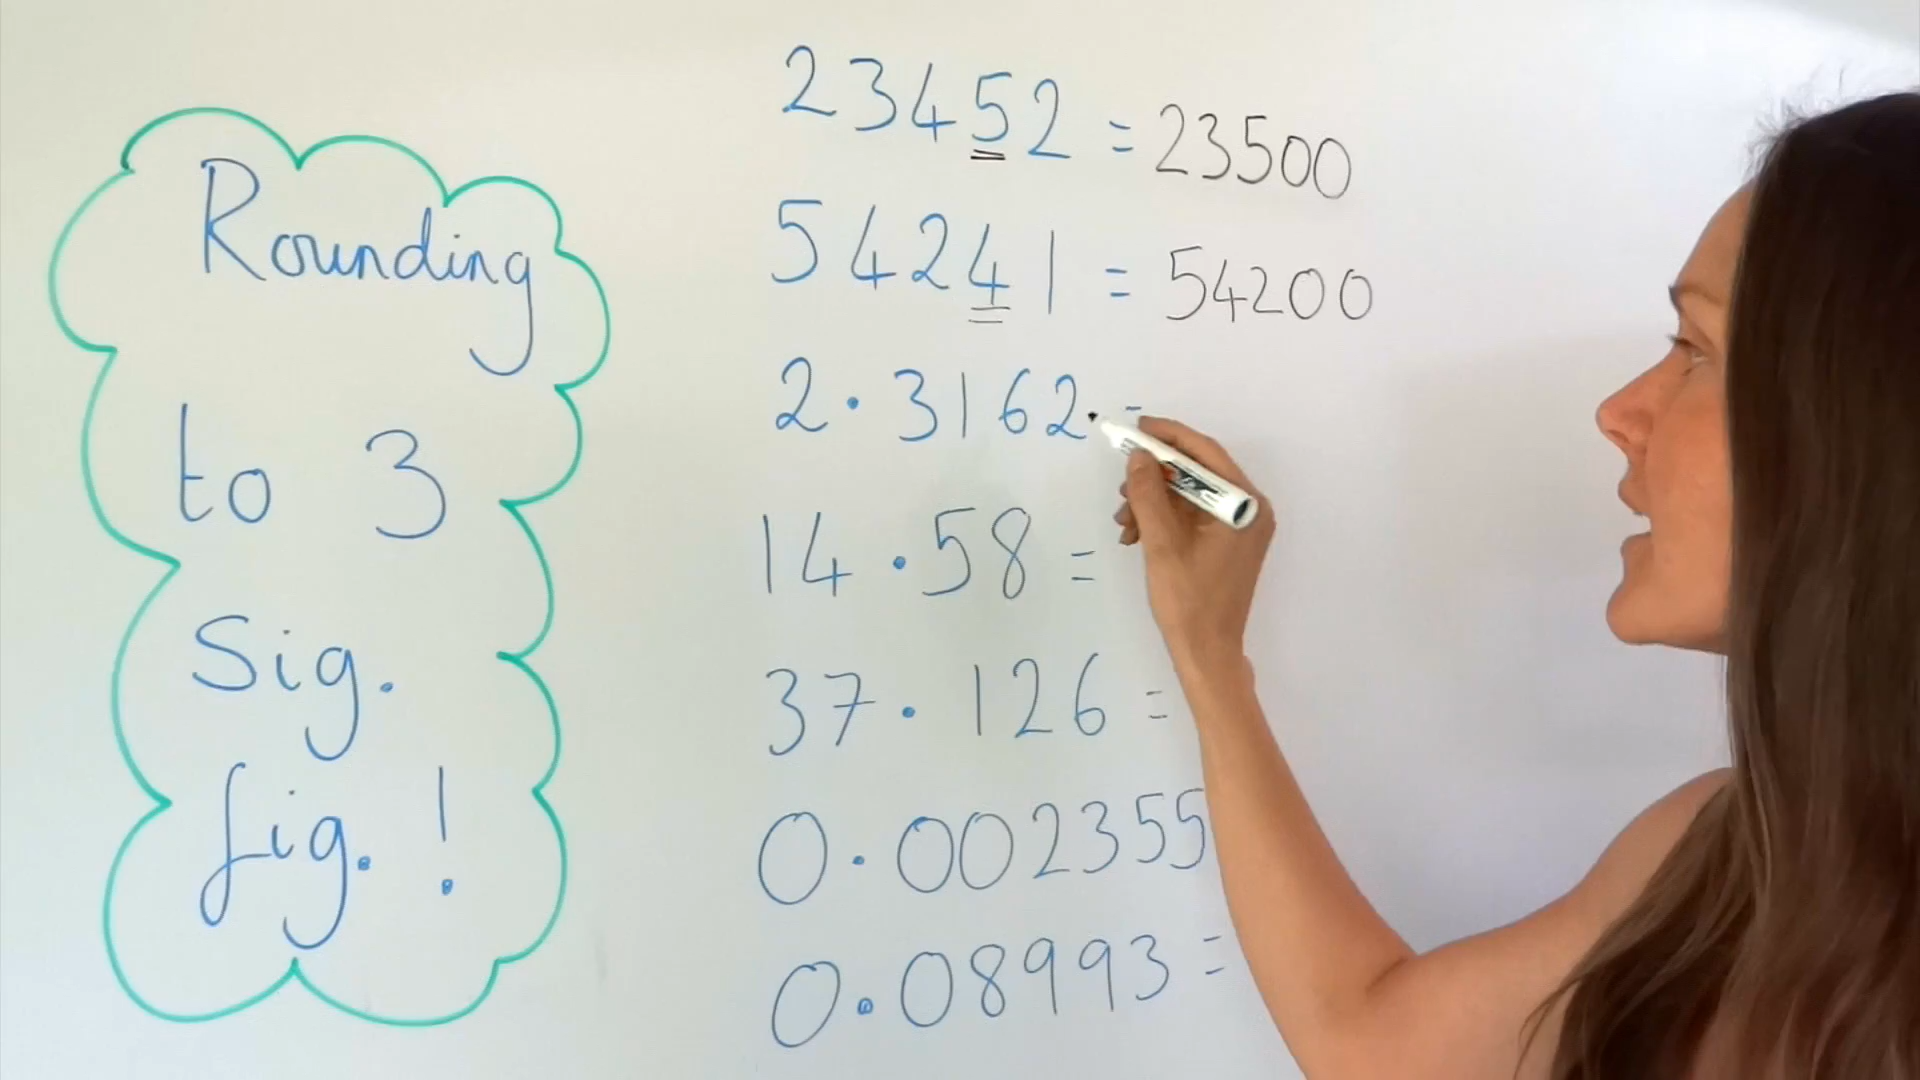 Rounding
to 3
Sig.
fig. !
23452 = 23500
54241 = 54200
2.3162 =
14.58 =
37.126 =
0.002355
0.08993 =